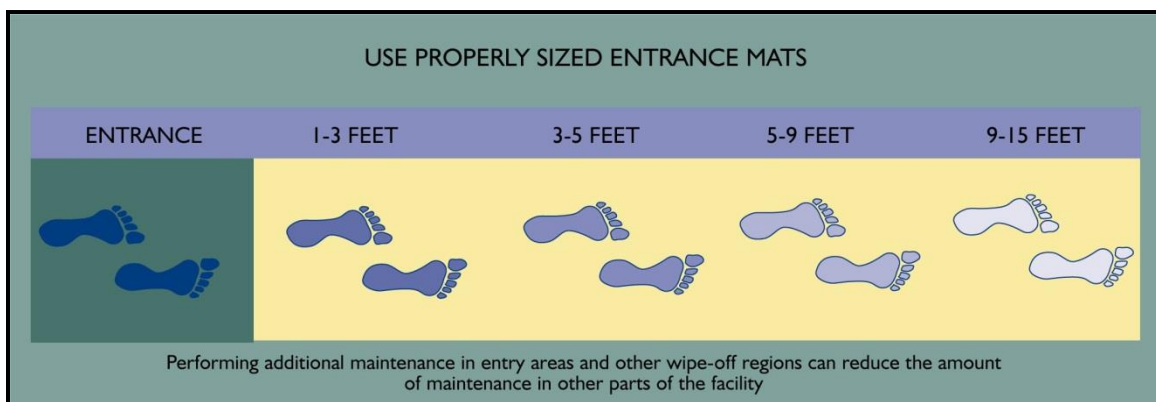 USE PROPERLY SIZED ENTRANCE MATS
ENTRANCE 1-3 FEET 3-5 FEET 5-9 FEET 9-15 FEET
Performing additional maintenance in entry areas and other wipe-off regions can reduce the amount
of maintenance in other parts of the facility